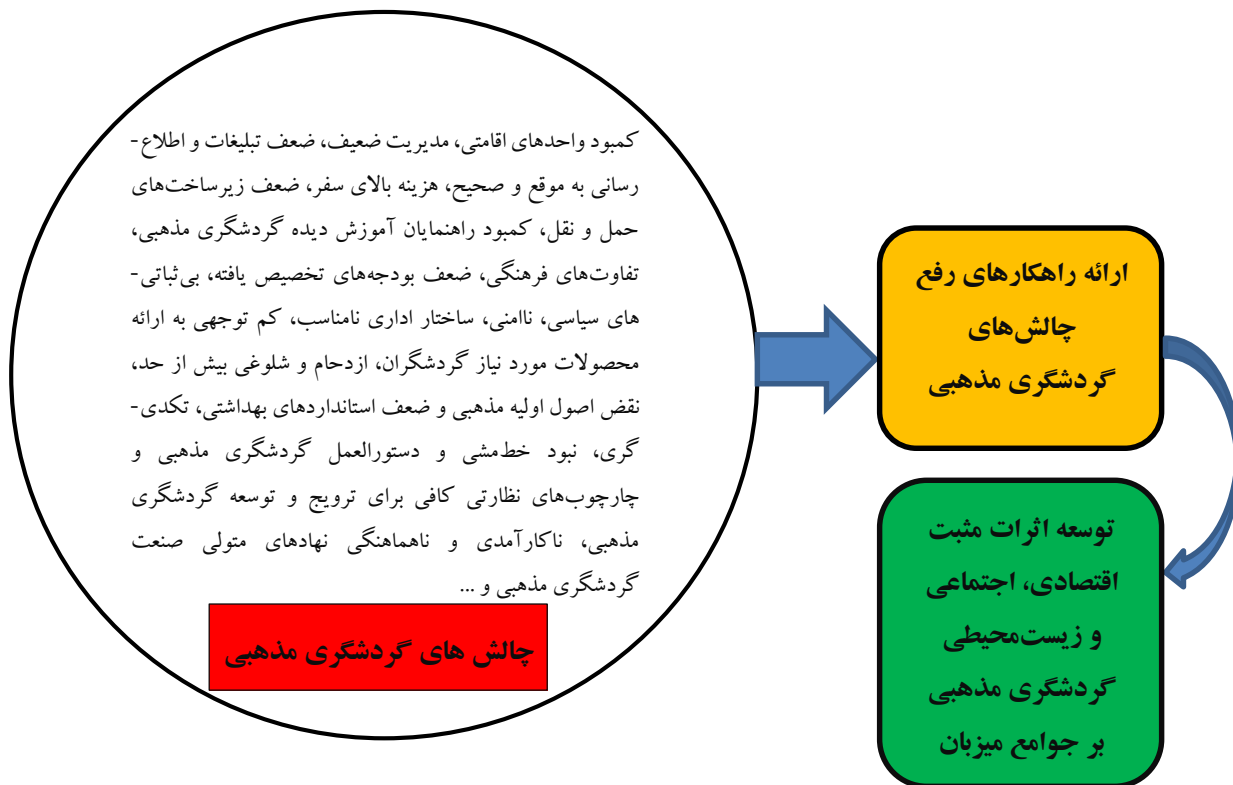 کمبود واحدهای اقامتی، مدیریت ضعیف، ضعف تبلیغات و اطلاع-
رسانی به موقع و صحیح، هزینه بالای سفر، ضعف زیرساخت‌های
حمل و نقل، کمبود راهنمایان آموزش دیده گردشگری مذهبی،
تفاوت‌های فرهنگی، ضعف بودجه‌های تخصیص یافته، بی‌ثباتی-
های سیاسی، ناامنی، ساختار اداری نامناسب، کم توجهی به ارائه
محصولات مورد نیاز گردشگران، ازدحام و شلوغی بیش از حد،
نقض اصول اولیه مذهبی و ضعف استانداردهای بهداشتی، تکدی-
گری، نبود خط‌مشی و دستورالعمل گردشگری مذهبی و
چارچوب‌های نظارتی کافی برای ترویج و توسعه گردشگری
مذهبی، ناکارآمدی و ناهماهنگی نهادهای متولی صنعت
گردشگری مذهبی و ...
چالش های گردشگری مذهبی
ارائه راهکارهای رفع
چالش‌های
گردشگری مذهبی
توسعه اثرات مثبت
اقتصادی، اجتماعی
و زیست‌محیطی
گردشگری مذهبی
بر جوامع میزبان